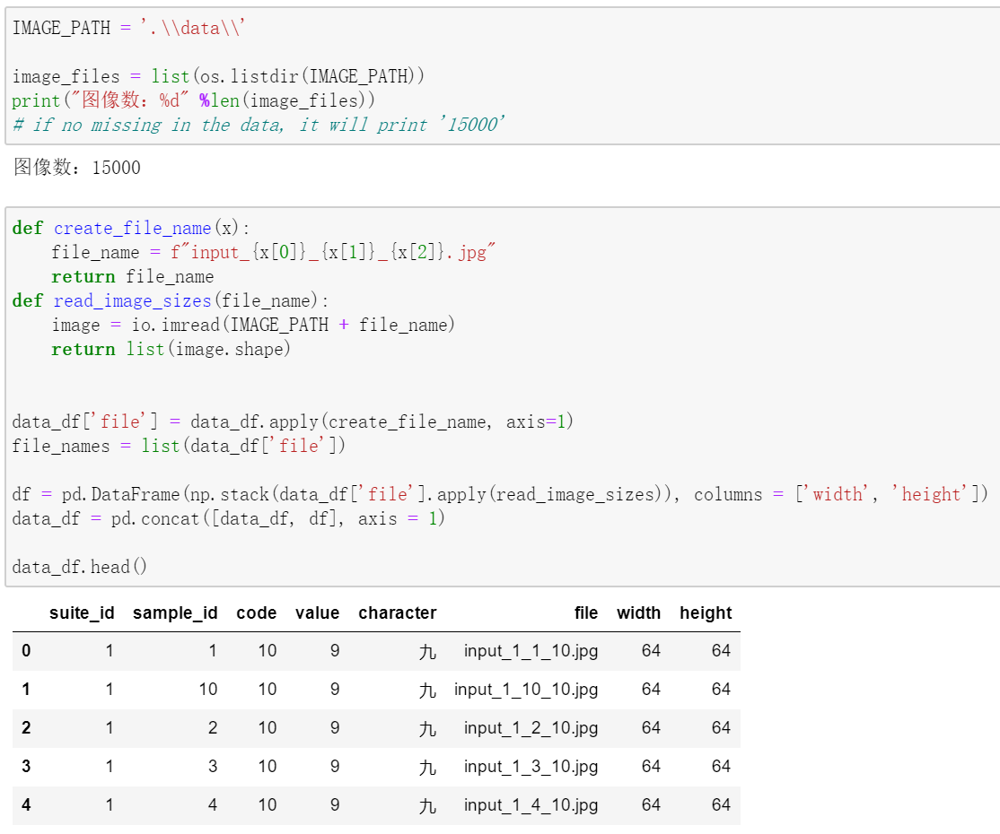 IMAGE_PATH = '.\\data\\'
image_files = list(os.listdir(IMAGE_PATH))
print("图像数：%d" %len(image_files))
# if no missing in the data, it will print '15000'
图像数：15000
def create_file_name(x):
    file_name = f"input_{x[0]}_{x[1]}_{x[2]}.jpg"
    return file_name
def read_image_sizes(file_name):
    image = io.imread(IMAGE_PATH + file_name)
    return list(image.shape)
data_df['file'] = data_df.apply(create_file_name, axis=1)
file_names = list(data_df['file'])
df = pd.DataFrame(np.stack(data_df['file'].apply(read_image_sizes)), columns = ['width', 'height'])
data_df = pd.concat([data_df, df], axis = 1)
data_df.head()
suite_id sample_id code value character file width height
0 1 1 10 9 九 input_1_1_10.jpg 64 64
1 1 10 10 9 九 input_1_10_10.jpg 64 64
2 1 2 10 9 九 input_1_2_10.jpg 64 64
3 1 3 10 9 九 input_1_3_10.jpg 64 64
4 1 4 10 9 九 input_1_4_10.jpg 64 64